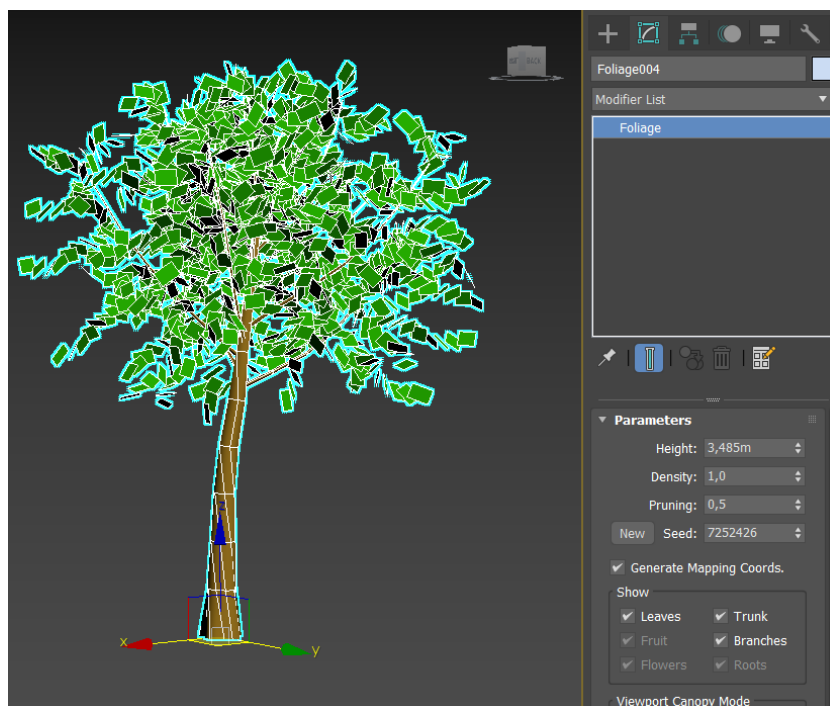 BACK
Foliage004
Modifier List
Foliage
Parameters
Height: 3,485m
Density: 1,0
Pruning: 0,5
New Seed: 7252426
Generate Mapping Coords.
Show
Leaves Trunk
Fruit Branches
Flowers Roots
Viewport Canopy Mode
z
x
y